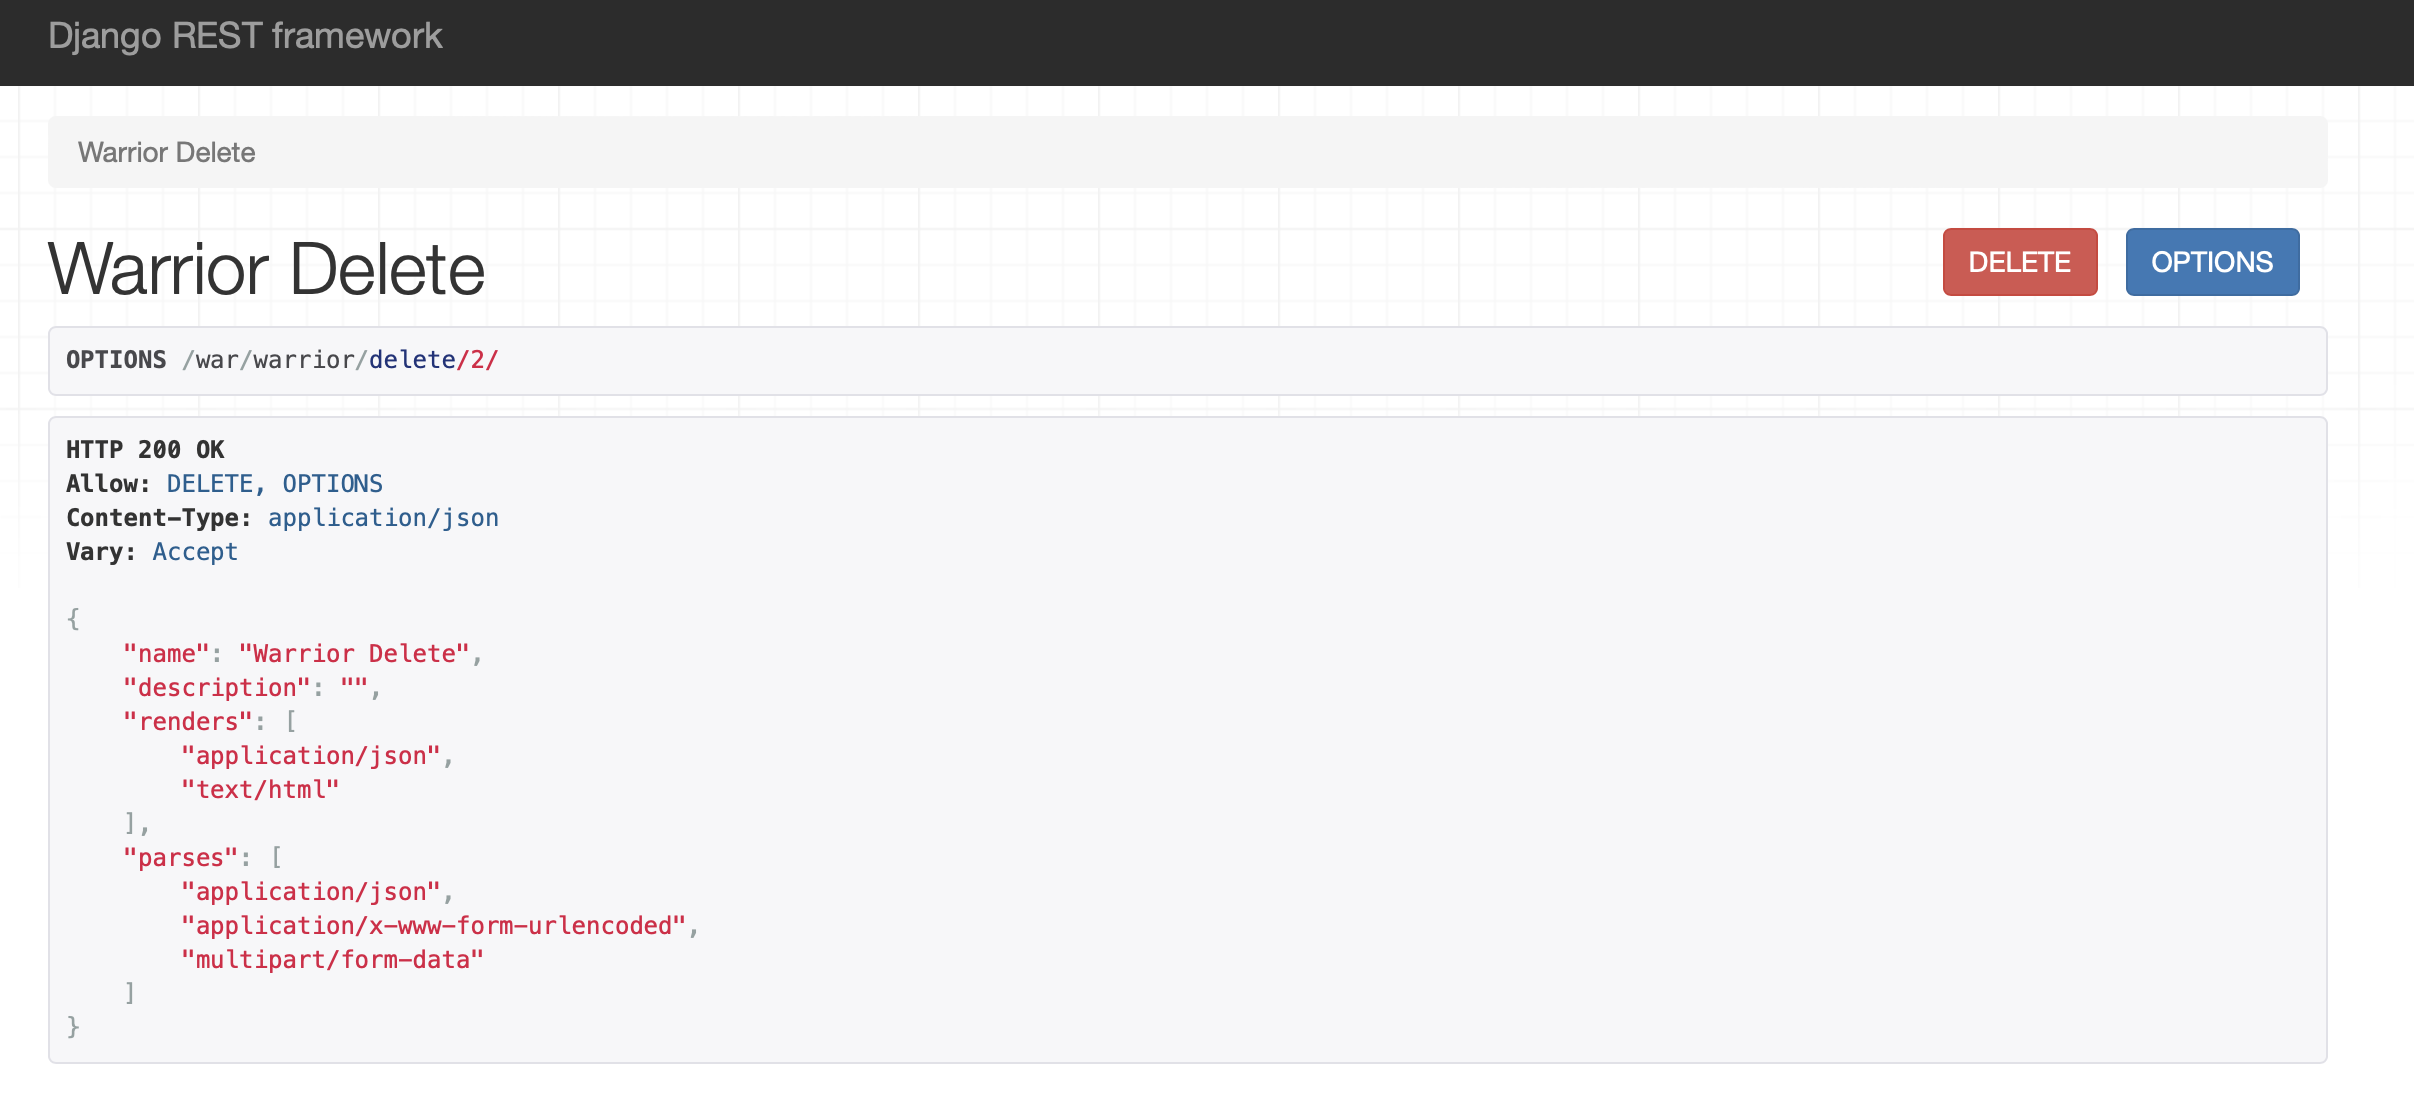 Django REST framework
Warrior Delete
Warrior Delete
DELETE
OPTIONS
OPTIONS /war/warrior/delete/2/
HTTP 200 OK
Allow: DELETE, OPTIONS
Content-Type: application/json
Vary: Accept
{
    "name": "Warrior Delete",
    "description": "",
    "renders": [
        "application/json",
        "text/html"
    ],
    "parses": [
        "application/json",
        "application/x-www-form-urlencoded",
        "multipart/form-data"
    ]
}